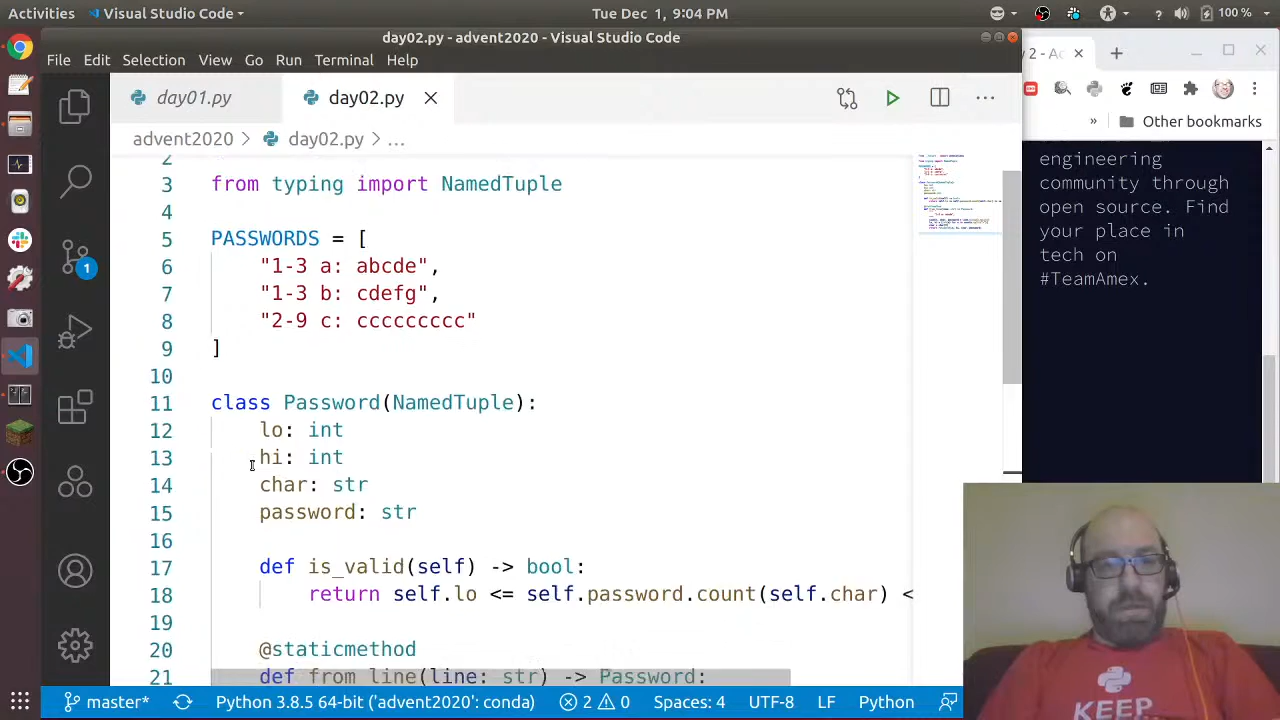 Activities Visual Studio Code Tue Dec 1, 9:04 PM ? 100 %
day02.py - advent2020 - Visual Studio Code
File Edit Selection View Go Run Terminal Help
day01.py day02.py
advent2020 > day02.py > ...
2
3 from typing import NamedTuple
4
5 PASSWORDS = [
6 "1-3 a: abcde",
7 "1-3 b: cdefg",
8 "2-9 c: ccccccccc"
9 ]
10
11 class Password(NamedTuple):
12 lo: int
13 hi: int
14 char: str
15 password: str
16
17 def is_valid(self) -> bool:
18 return self.lo <= self.password.count(self.char) <
19
20 @staticmethod
21 def from_line(line: str) -> Password:
1
master* Python 3.8.5 64-bit ('advent2020': conda) 2 0 Spaces: 4 UTF-8 LF Python
y 2 - Ac
» Other bookmarks
engineering
community through
open source. Find
your place in
tech on
#TeamAmex.
KEEP